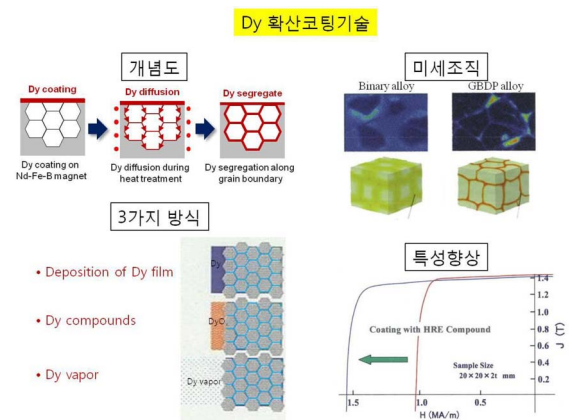 Dy 확산코팅기술
개념도
Dy coating
Dy diffusion
Dy segregate
Dy coating on
Nd-Fe-B magnet
Dy diffusion during
heat treatment
Dy segregation along
grain boundary
미세조직
Binary alloy
GBDP alloy
3가지 방식
• Deposition of Dy film
• Dy compounds
• Dy vapor
DyO
Dy vapor
특성향상
Coating with HRE Compound
Sample Size
20×20×2t mm
1.4
1.2
1.0
0.8
0.6
0.4
0.2
J (T)
1.5
1.0
0.5
H (MA/m)